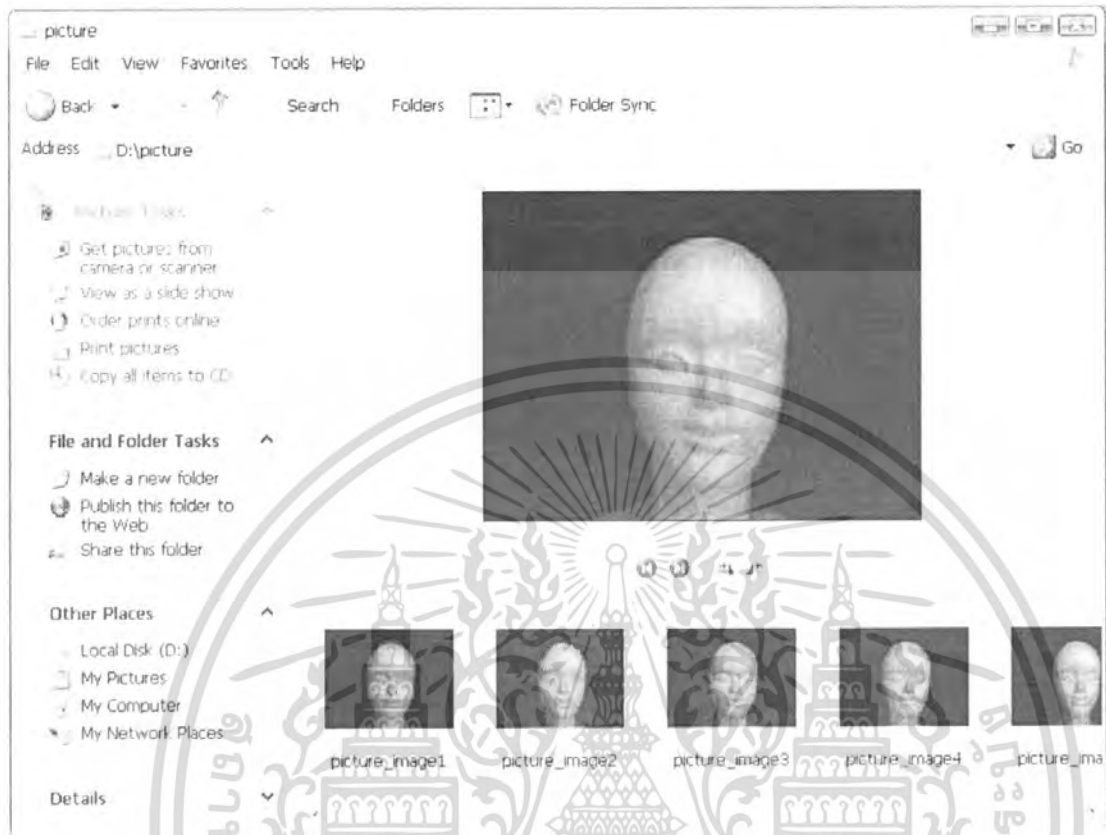 picture
File Edit View Favorites Tools Help
Back Search Folders Folder Sync
Address D:\picture Go
Picture Tasks
Get pictures from
camera or scanner
View as a slide show
Order prints online
Print pictures
Copy all items to CD
File and Folder Tasks
Make a new folder
Publish this folder to
the Web
Share this folder
Other Places
Local Disk (D:)
My Pictures
My Computer
My Network Places
Details
picture_image1 picture_image2 picture_image3 picture_image4 picture_ima